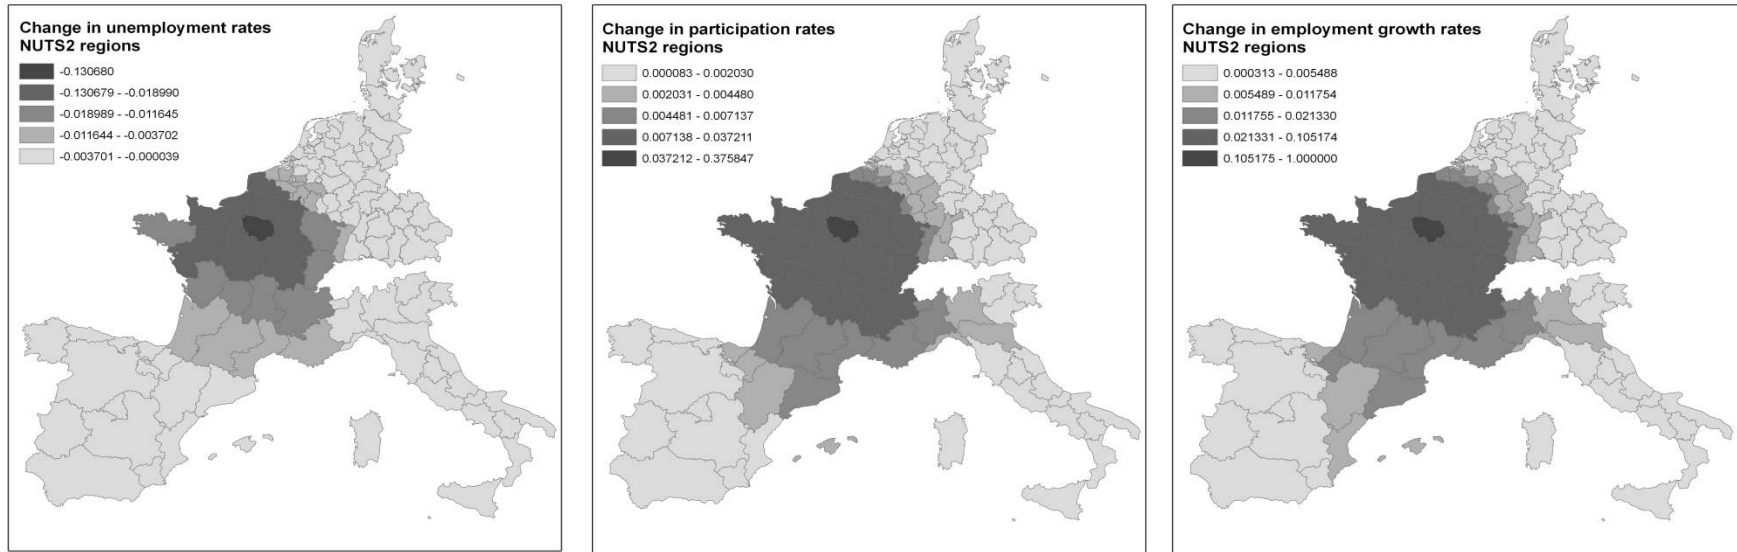 Change in unemployment rates
NUTS2 regions
-0.130680
-0.130679 - -0.018990
-0.018989 - -0.011645
-0.011644 - -0.003702
-0.003701 - -0.000039
Change in participation rates
NUTS2 regions
0.000083 - 0.002030
0.002031 - 0.004480
0.004481 - 0.007137
0.007138 - 0.037211
0.037212 - 0.375847
Change in employment growth rates
NUTS2 regions
0.000313 - 0.005488
0.005489 - 0.011754
0.011755 - 0.021330
0.021331 - 0.105174
0.105175 - 1.000000